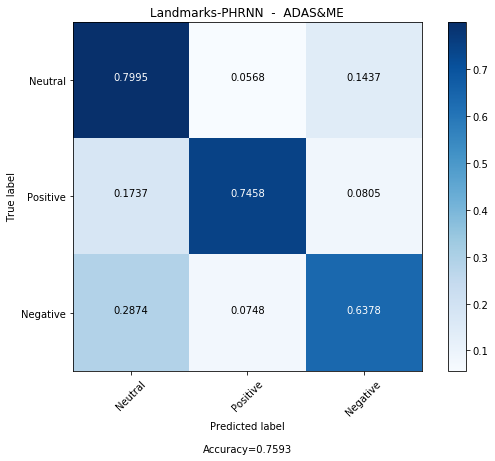 Landmarks-PHRNN - ADAS&ME
Neutral
0.7995 0.0568 0.1437
Positive
0.1737 0.7458 0.0805
Negative
0.2874 0.0748 0.6378
True label
Neutral Positive Negative
Predicted label
Accuracy=0.7593
0.7
0.6
0.5
0.4
0.3
0.2
0.1